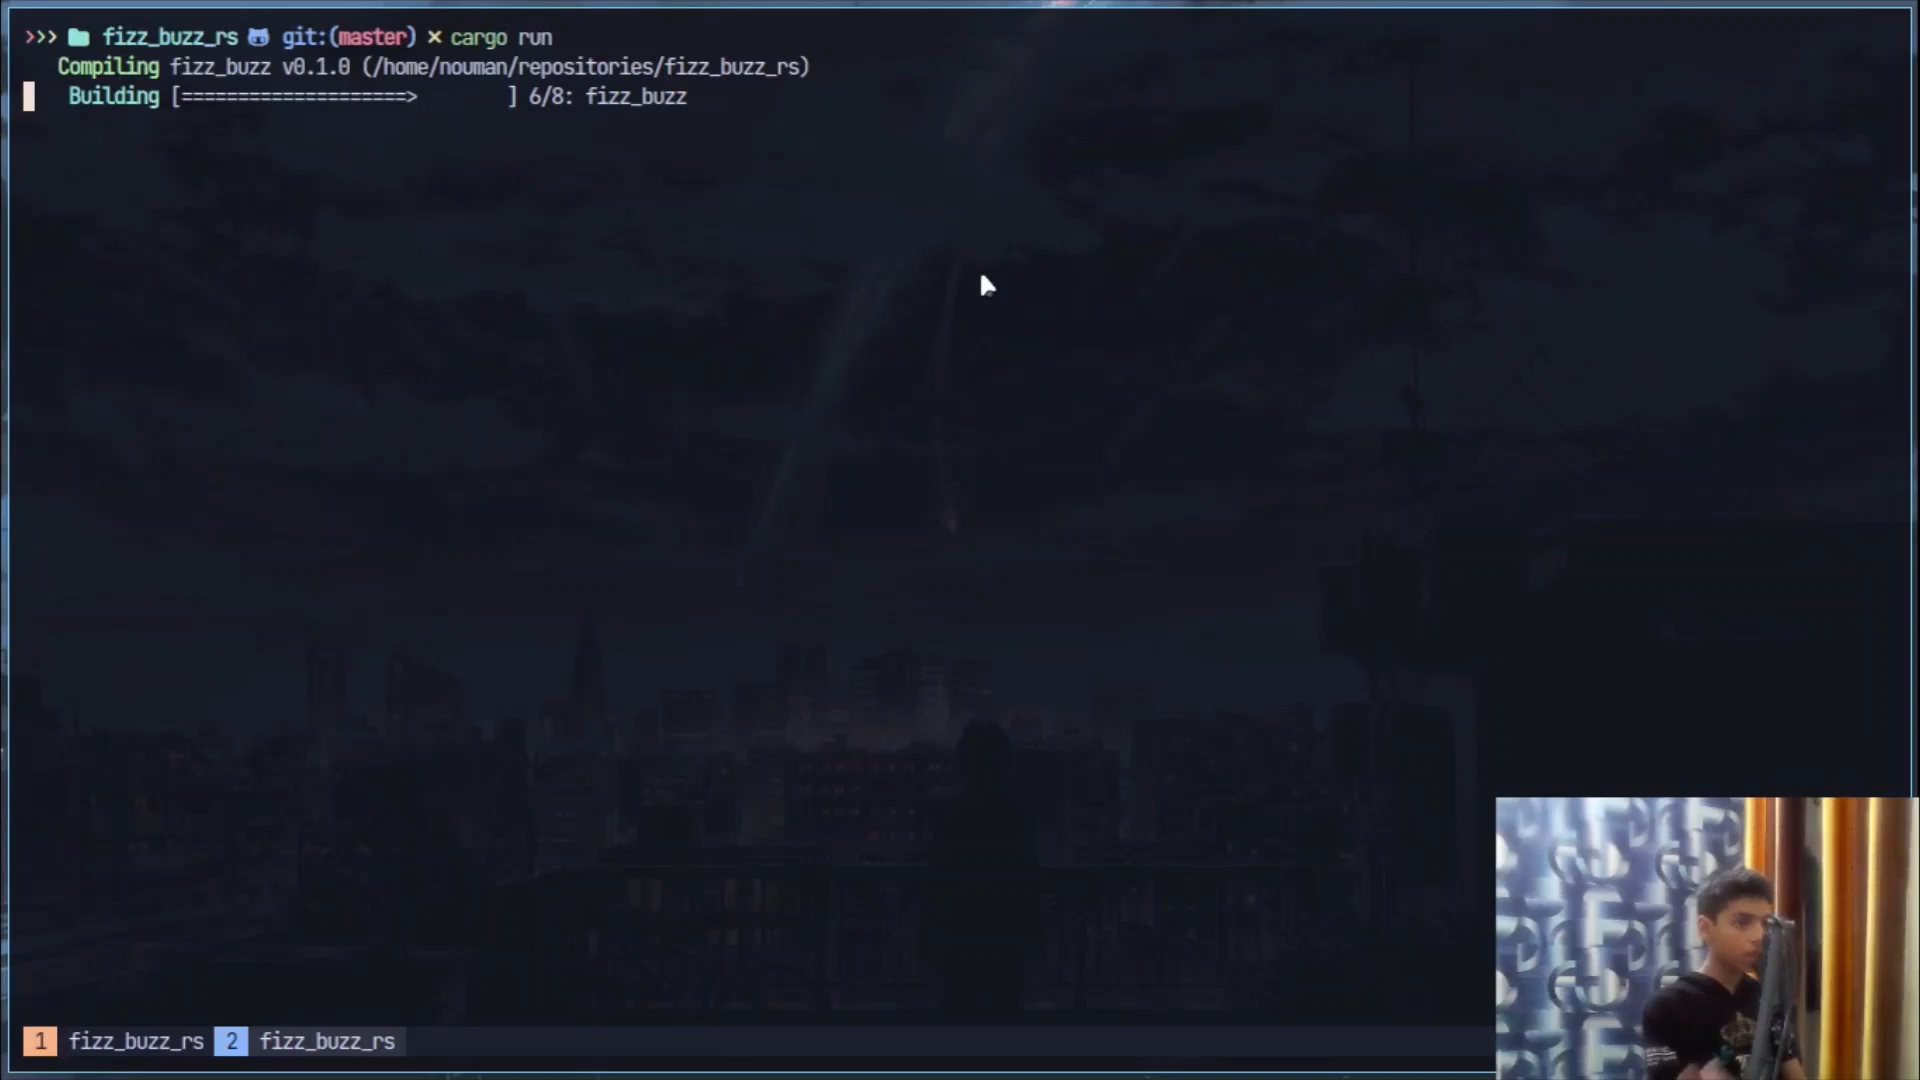 >>> fizz_buzz_rs git:(master) × cargo run
Compiling fizz_buzz v0.1.0 (/home/nouman/repositories/fizz_buzz_rs)
Building [====================> ] 6/8: fizz_buzz
1 fizz_buzz_rs 2 fizz_buzz_rs